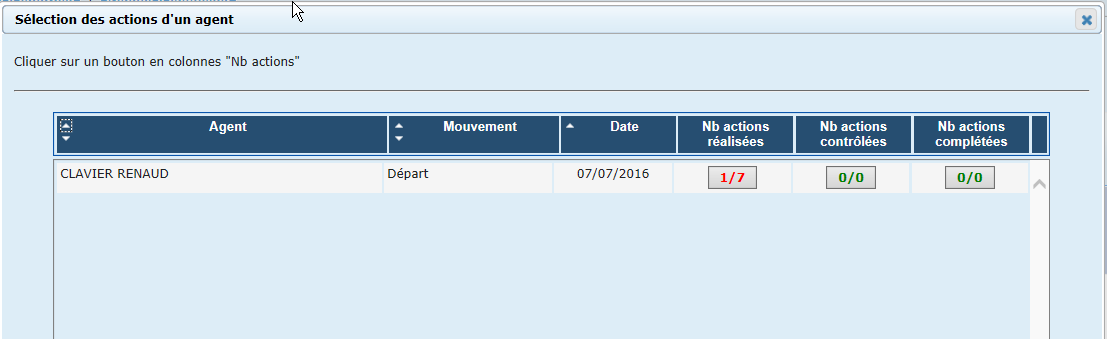 Sélection des actions d'un agent
Cliquer sur un bouton en colonnes "Nb actions"
Agent Mouvement Date Nb actions réalisées Nb actions contrôlées Nb actions complétées
CLAVIER RENAUD Départ 07/07/2016 1/7 0/0 0/0